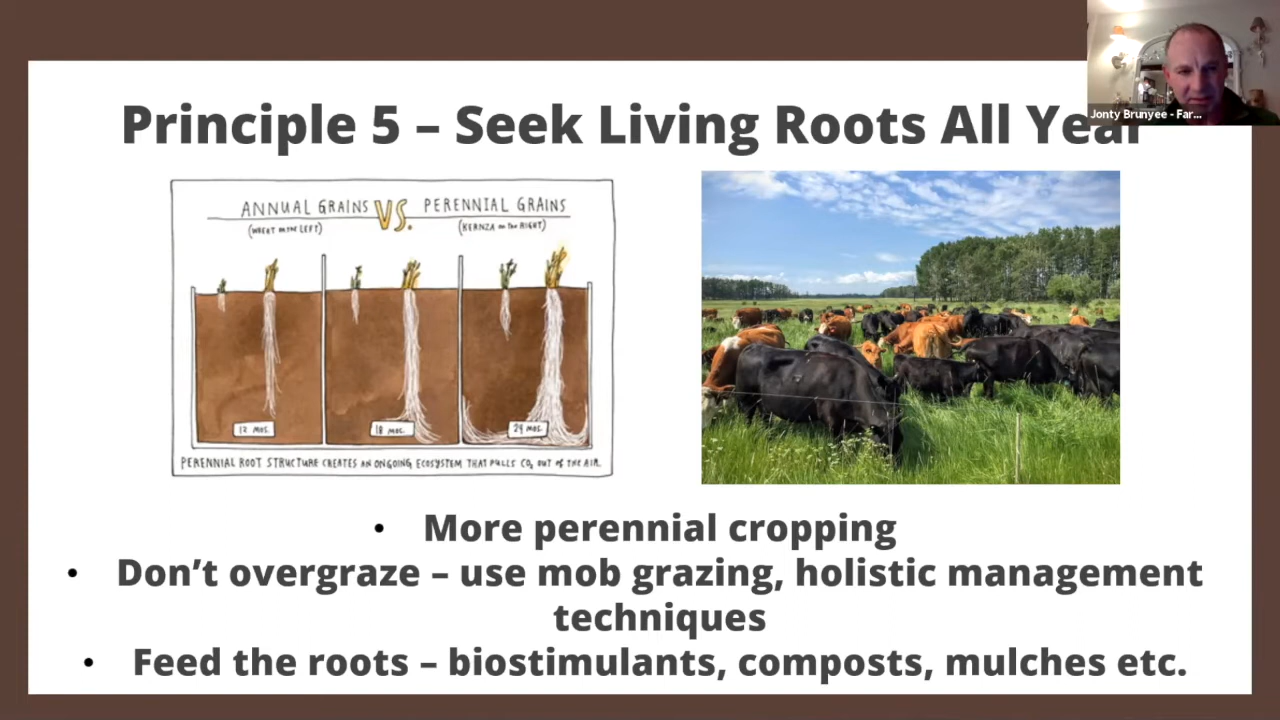 Principle 5 – Seek Living Roots All Year
Jonty Brunyee - Far...
ANNUAL GRAINS VS. PERENNIAL GRAINS
(WHEAT ON THE LEFT) (KERNZA ON THE RIGHT)
12 MOS. 18 MOS. 24 MOS.
PERENNIAL ROOT STRUCTURE CREATES AN ONGOING ECOSYSTEM THAT PULLS CO2 OUT OF THE AIR.
• More perennial cropping
• Don’t overgraze – use mob grazing, holistic management
techniques
• Feed the roots – biostimulants, composts, mulches etc.